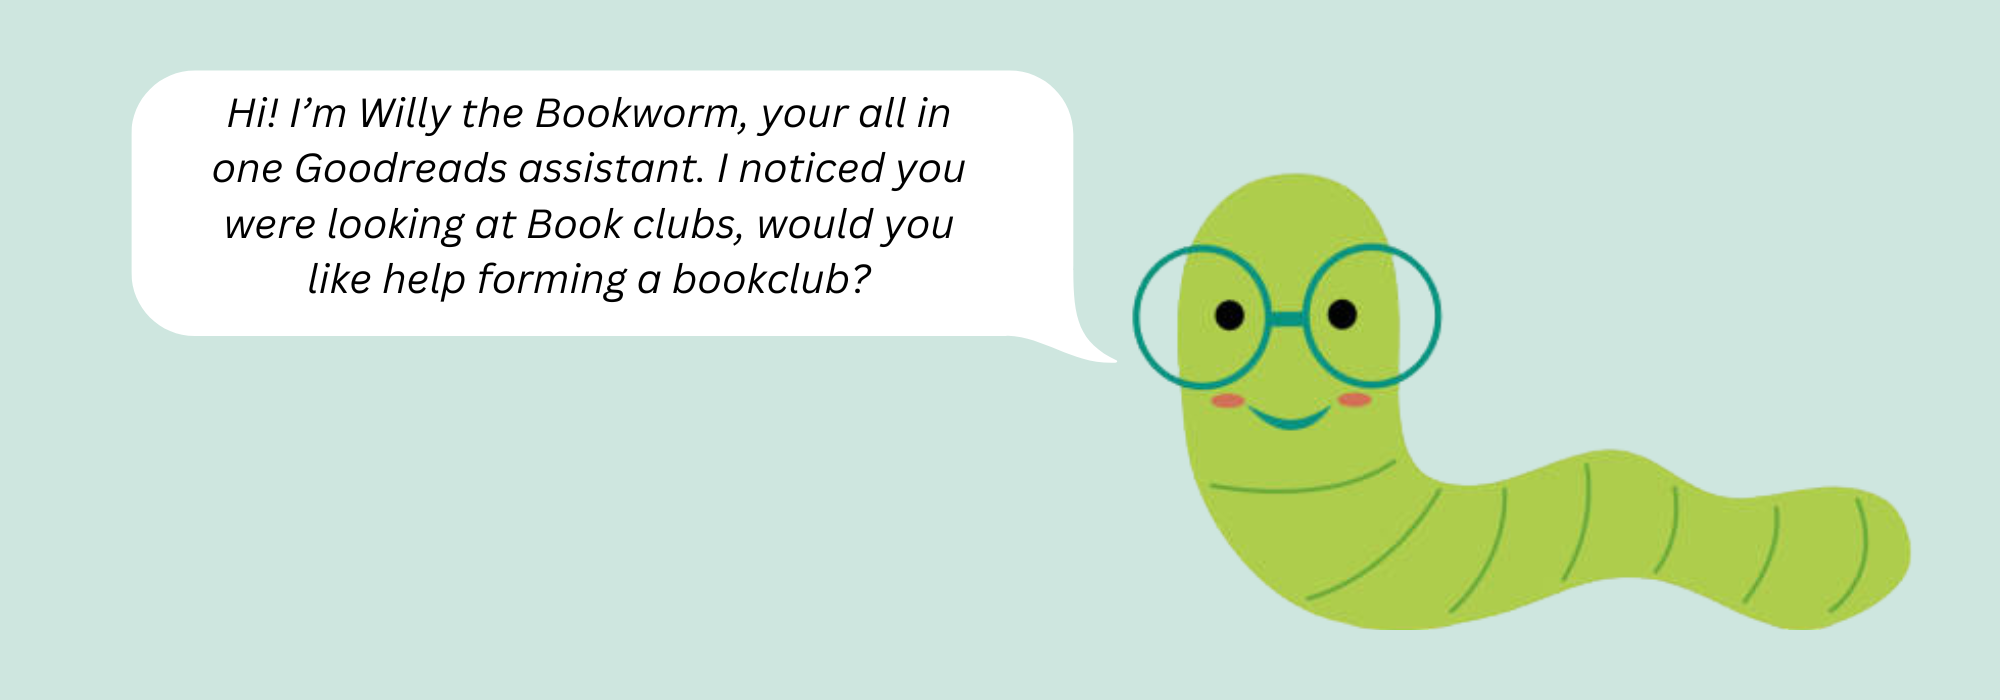 Hi! I’m Willy the Bookworm, your all in
one Goodreads assistant. I noticed you
were looking at Book clubs, would you
like help forming a bookclub?